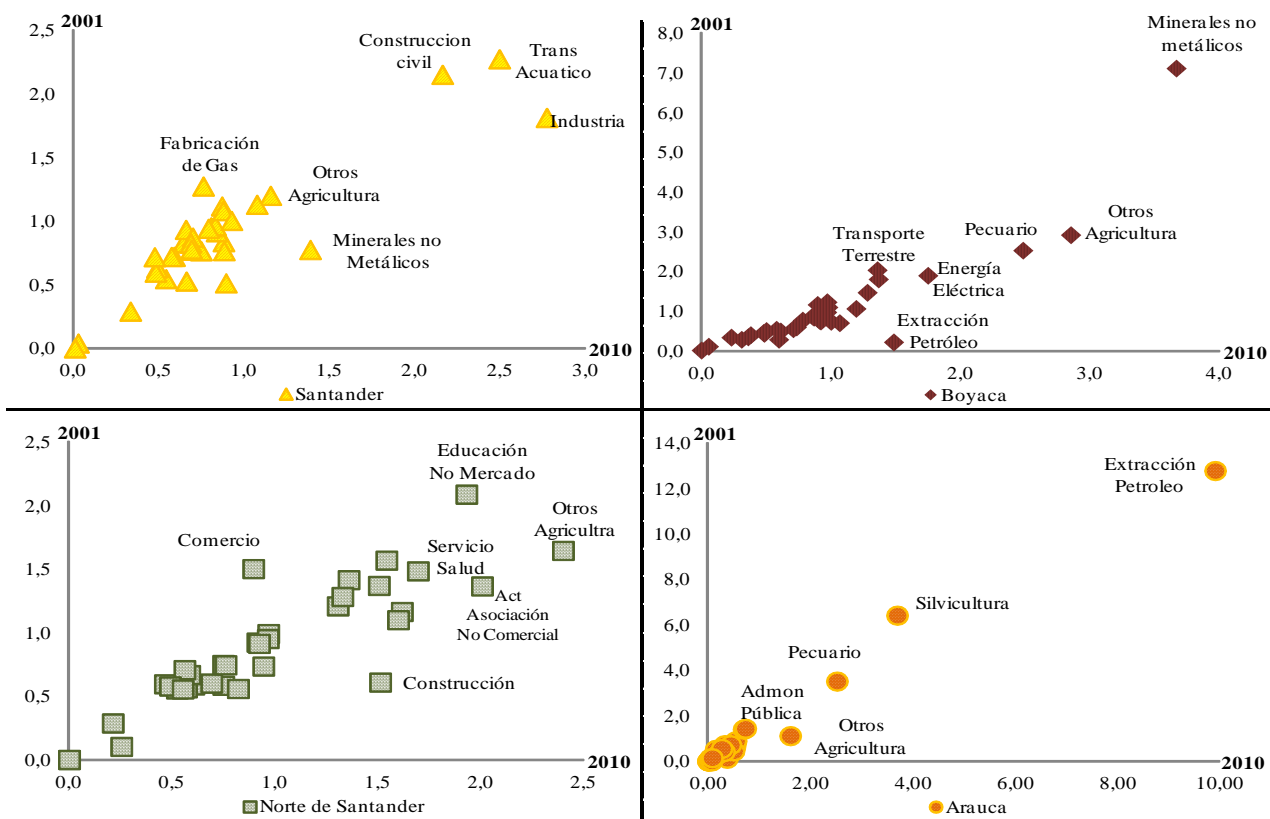 2001
2,5
2,0
1,5
1,0
0,5
0,0
Construccion
civil
Trans
Acuatico
Industria
Fabricación
de Gas
Otros
Agricultura
Minerales no
Metálicos
2010
0,0 0,5 1,0 2,0 2,5 3,0
Santander
2001
8,0
7,0
6,0
5,0
4,0
3,0
2,0
1,0
0,0
Minerales no
metálicos
Otros
Agricultura
Pecuario
Transporte
Terrestre
Energía
Eléctrica
Extracción
Petróleo
2010
0,0 1,0 2,0 3,0 4,0
Boyaca
2001
2,5
2,0
1,5
1,0
0,5
0,0
Educación
No Mercado
Otros
Agricultra
Comercio
Servicio
Salud
Act
Asociación
No Comercial
Construcción
2010
0,0 0,5 1,0 1,5 2,0 2,5
Norte de Santander
2001
14,0
12,0
10,0
8,0
6,0
4,0
2,0
0,0
Extracción
Petroleo
Silvicultura
Pecuario
Admon
Pública
Otros
Agricultura
2010
0,00 2,00 4,00 6,00 8,00 10,00
Arauca